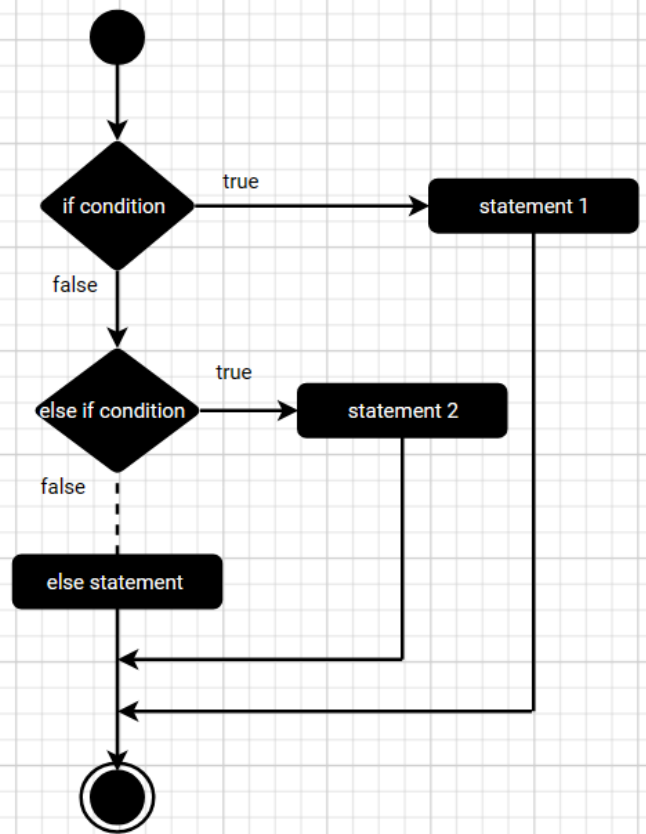 true
if condition
statement 1
false
true
else if condition
statement 2
false
else statement